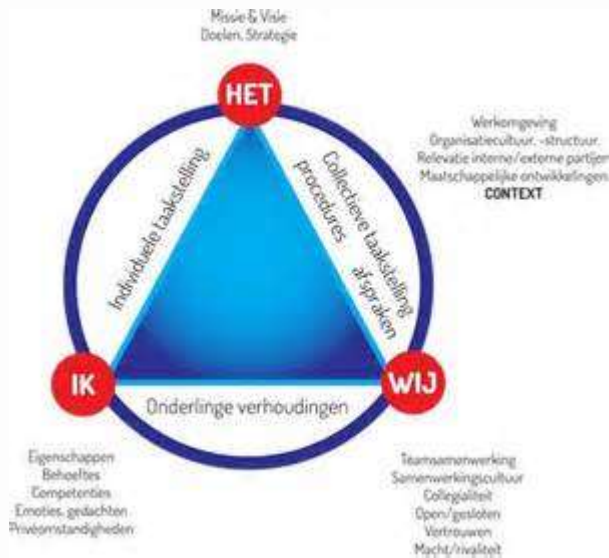 Missie & Visie
Doelen, Strategie
HET
Werkomgeving
Organisatiecultuur, -structuur.
Relevatie interne/externe partijen
Maatschappelijke ontwikkelingen
CONTEXT
Individuele taakstelling
Collectieve taakstelling
procedures
afspraken
IK
WIJ
Onderlinge verhoudingen
Eigenschappen
Behoeftes
Competenties
Emoties, gedachten
Privéomstandigheden
Teamsamenwerking
Samenwerkingscultuur
Collegialiteit
Open/gesloten
Vertrouwen
Macht/rivaliteit